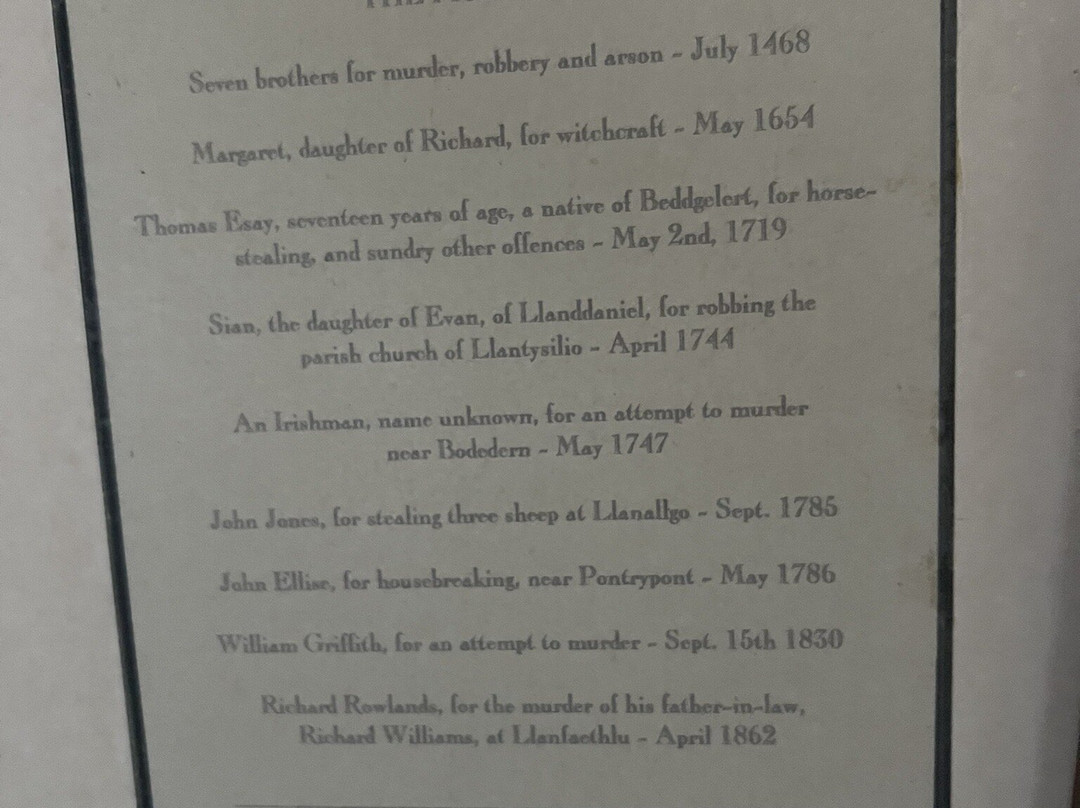 Seven brothers for murder, robbery and arson - July 1468
Margaret, daughter of Richard, for witchcraft - May 1654
Thomas Esay, seventeen years of age, a native of Beddgelert, for horse-
stealing, and sundry other offences - May 2nd, 1719
Sian, the daughter of Evan, of Llanddaniel, for robbing the
parish church of Llantysilio - April 1744
An Irishman, name unknown, for an attempt to murder
near Bodedern - May 1747
John Jones, for stealing three sheep at Llanallgo - Sept. 1785
John Ellise, for housebreaking, near Pontrypont - May 1786
William Griffith, for an attempt to murder - Sept. 15th 1830
Richard Rowlands, for the murder of his father-in-law,
Richard Williams, at Llanfaethlu - April 1862